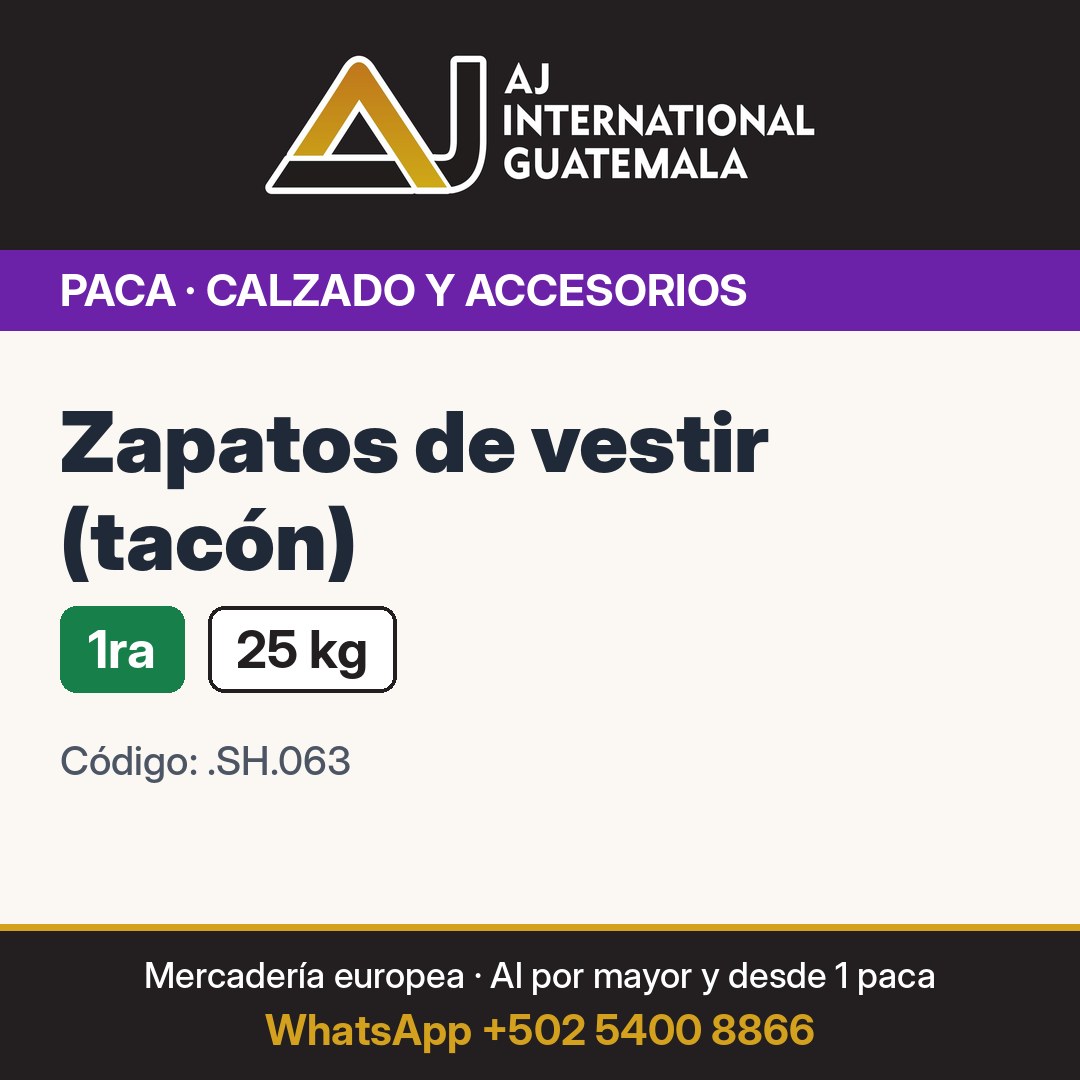 AJ
AJ
INTERNATIONAL
GUATEMALA
PACA · CALZADO Y ACCESORIOS
Zapatos de vestir
(tacón)
1ra
25 kg
Código: .SH.063
Mercadería europea · Al por mayor y desde 1 paca
WhatsApp +502 5400 8866